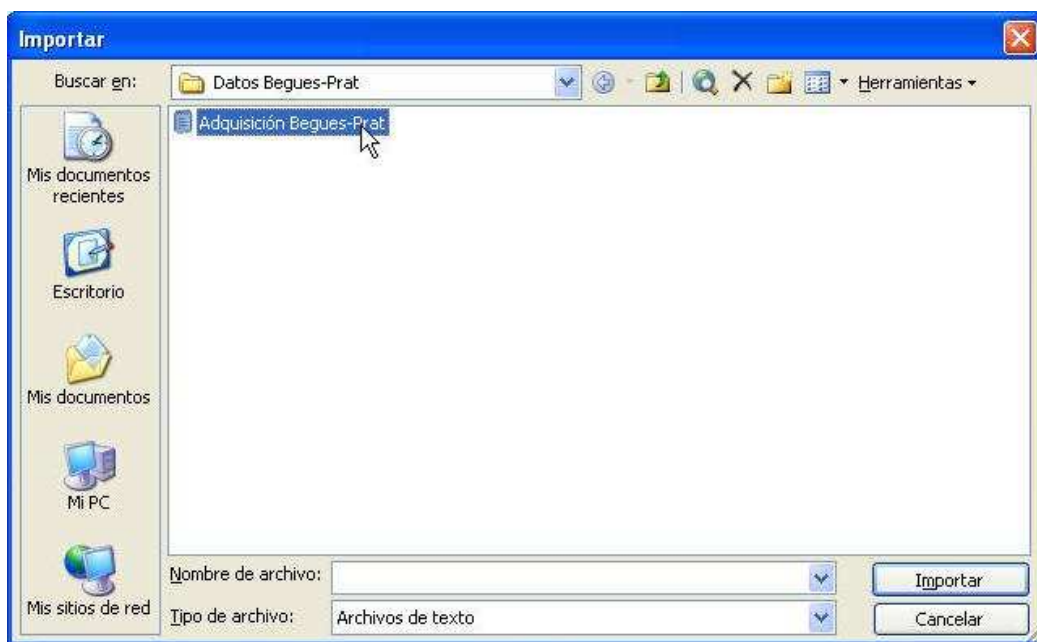 Importar
Buscar en:
Datos Begues-Prat
Herramientas
Adquisición Begues-Prat
Mis documentos
recientes
Escritorio
Mis documentos
Mi PC
Mis sitios de red
Nombre de archivo:
Importar
Tipo de archivo:
Archivos de texto
Cancelar